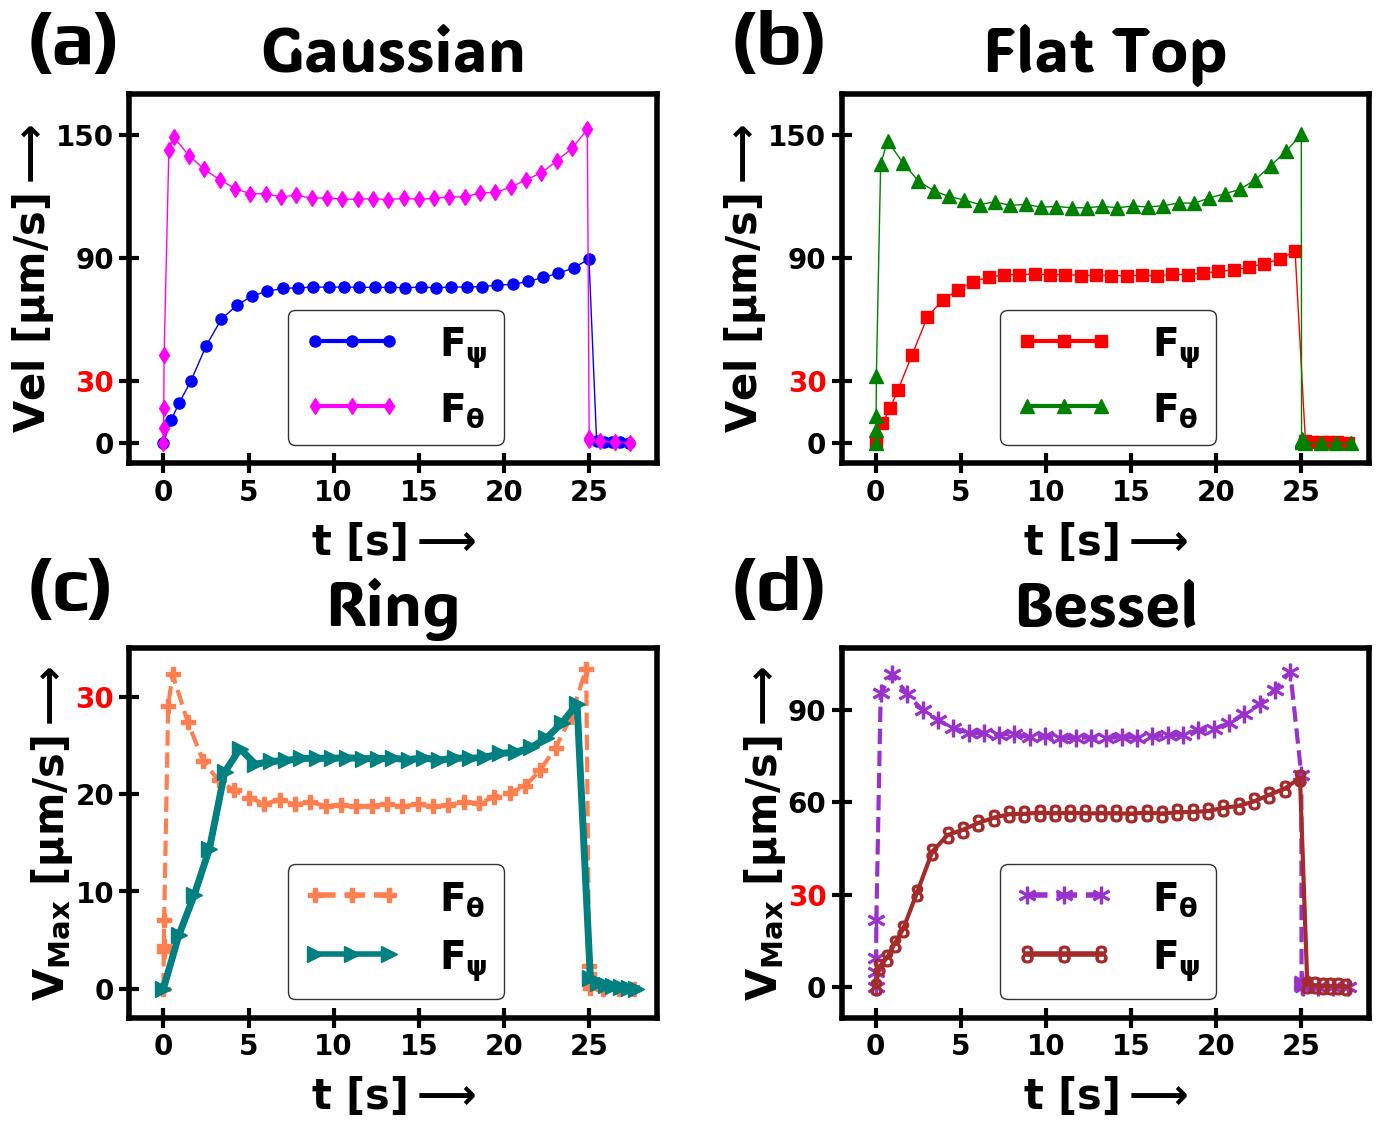 (a) Gaussian
Vel [μm/s] ⟶
150
90
30
0
F_ψ
F_θ
0 5 10 15 20 25
t [s] ⟶
(b) Flat Top
Vel [μm/s] ⟶
150
90
30
0
F_ψ
F_θ
0 5 10 15 20 25
t [s] ⟶
(c) Ring
V_Max [μm/s] ⟶
30
20
10
0
F_θ
F_ψ
0 5 10 15 20 25
t [s] ⟶
(d) Bessel
V_Max [μm/s] ⟶
90
60
30
0
F_θ
F_ψ
0 5 10 15 20 25
t [s] ⟶